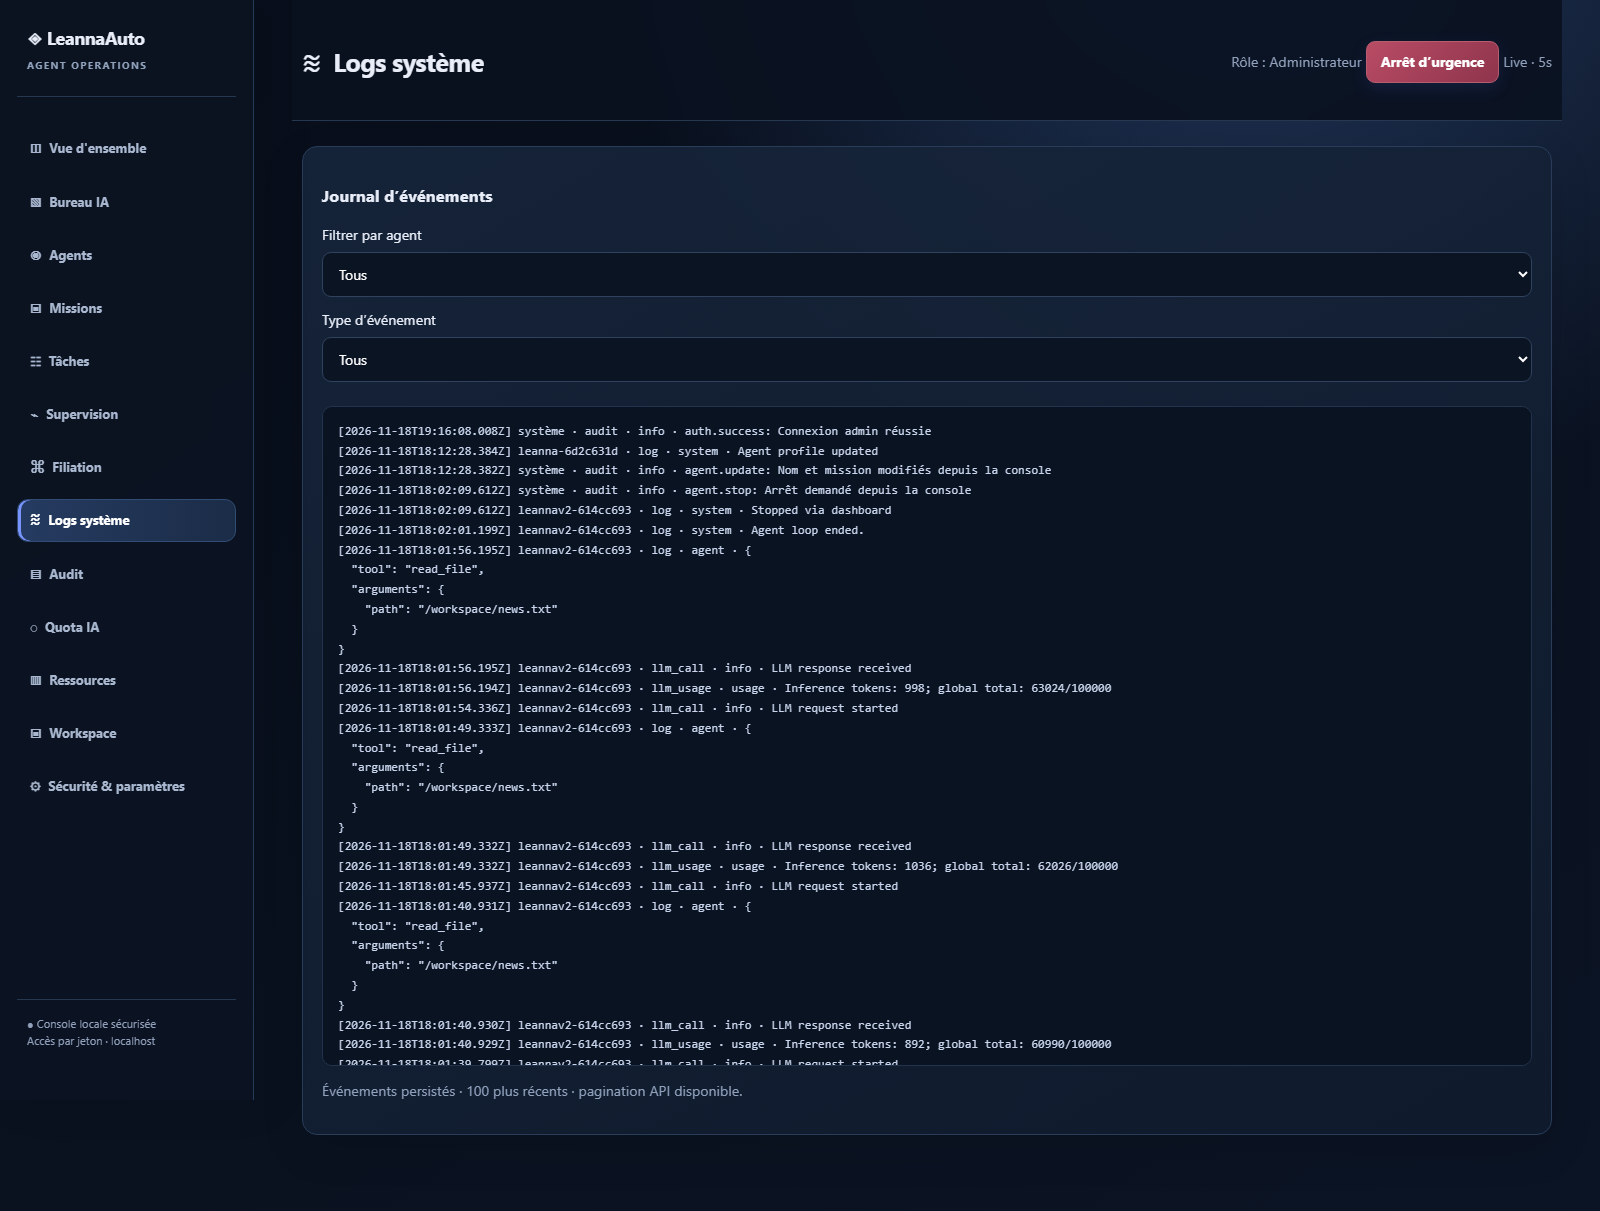 ◈ LeannaAuto
AGENT OPERATIONS
Vue d'ensemble
Bureau IA
Agents
Missions
Tâches
Supervision
⌘ Filiation
≋ Logs système
Audit
Quota IA
Ressources
Workspace
⚙ Sécurité & paramètres
● Console locale sécurisée
Accès par jeton · localhost
≋ Logs système
Rôle : Administrateur
Arrêt d’urgence
Live · 5s
Journal d’événements
Filtrer par agent
Tous
Type d’événement
Tous
[2026-11-18T19:16:08.008Z] système · audit · info · auth.success: Connexion admin réussie
[2026-11-18T18:12:28.384Z] leanna-6d2c631d · log · system · Agent profile updated
[2026-11-18T18:12:28.382Z] système · audit · info · agent.update: Nom et mission modifiés depuis la console
[2026-11-18T18:02:09.612Z] système · audit · info · agent.stop: Arrêt demandé depuis la console
[2026-11-18T18:02:09.612Z] leannav2-614cc693 · log · system · Stopped via dashboard
[2026-11-18T18:02:01.199Z] leannav2-614cc693 · log · system · Agent loop ended.
[2026-11-18T18:01:56.195Z] leannav2-614cc693 · log · agent · {
  "tool": "read_file",
  "arguments": {
    "path": "/workspace/news.txt"
  }
}
[2026-11-18T18:01:56.195Z] leannav2-614cc693 · llm_call · info · LLM response received
[2026-11-18T18:01:56.194Z] leannav2-614cc693 · llm_usage · usage · Inference tokens: 998; global total: 63024/100000
[2026-11-18T18:01:54.336Z] leannav2-614cc693 · llm_call · info · LLM request started
[2026-11-18T18:01:49.333Z] leannav2-614cc693 · log · agent · {
  "tool": "read_file",
  "arguments": {
    "path": "/workspace/news.txt"
  }
}
[2026-11-18T18:01:49.332Z] leannav2-614cc693 · llm_call · info · LLM response received
[2026-11-18T18:01:49.332Z] leannav2-614cc693 · llm_usage · usage · Inference tokens: 1036; global total: 62026/100000
[2026-11-18T18:01:45.937Z] leannav2-614cc693 · llm_call · info · LLM request started
[2026-11-18T18:01:40.931Z] leannav2-614cc693 · log · agent · {
  "tool": "read_file",
  "arguments": {
    "path": "/workspace/news.txt"
  }
}
[2026-11-18T18:01:40.930Z] leannav2-614cc693 · llm_call · info · LLM response received
[2026-11-18T18:01:40.929Z] leannav2-614cc693 · llm_usage · usage · Inference tokens: 892; global total: 60990/100000
[2026-11-18T18:01:39.799Z] leannav2-614cc693 · llm_call · info · LLM request started
Événements persistés · 100 plus récents · pagination API disponible.